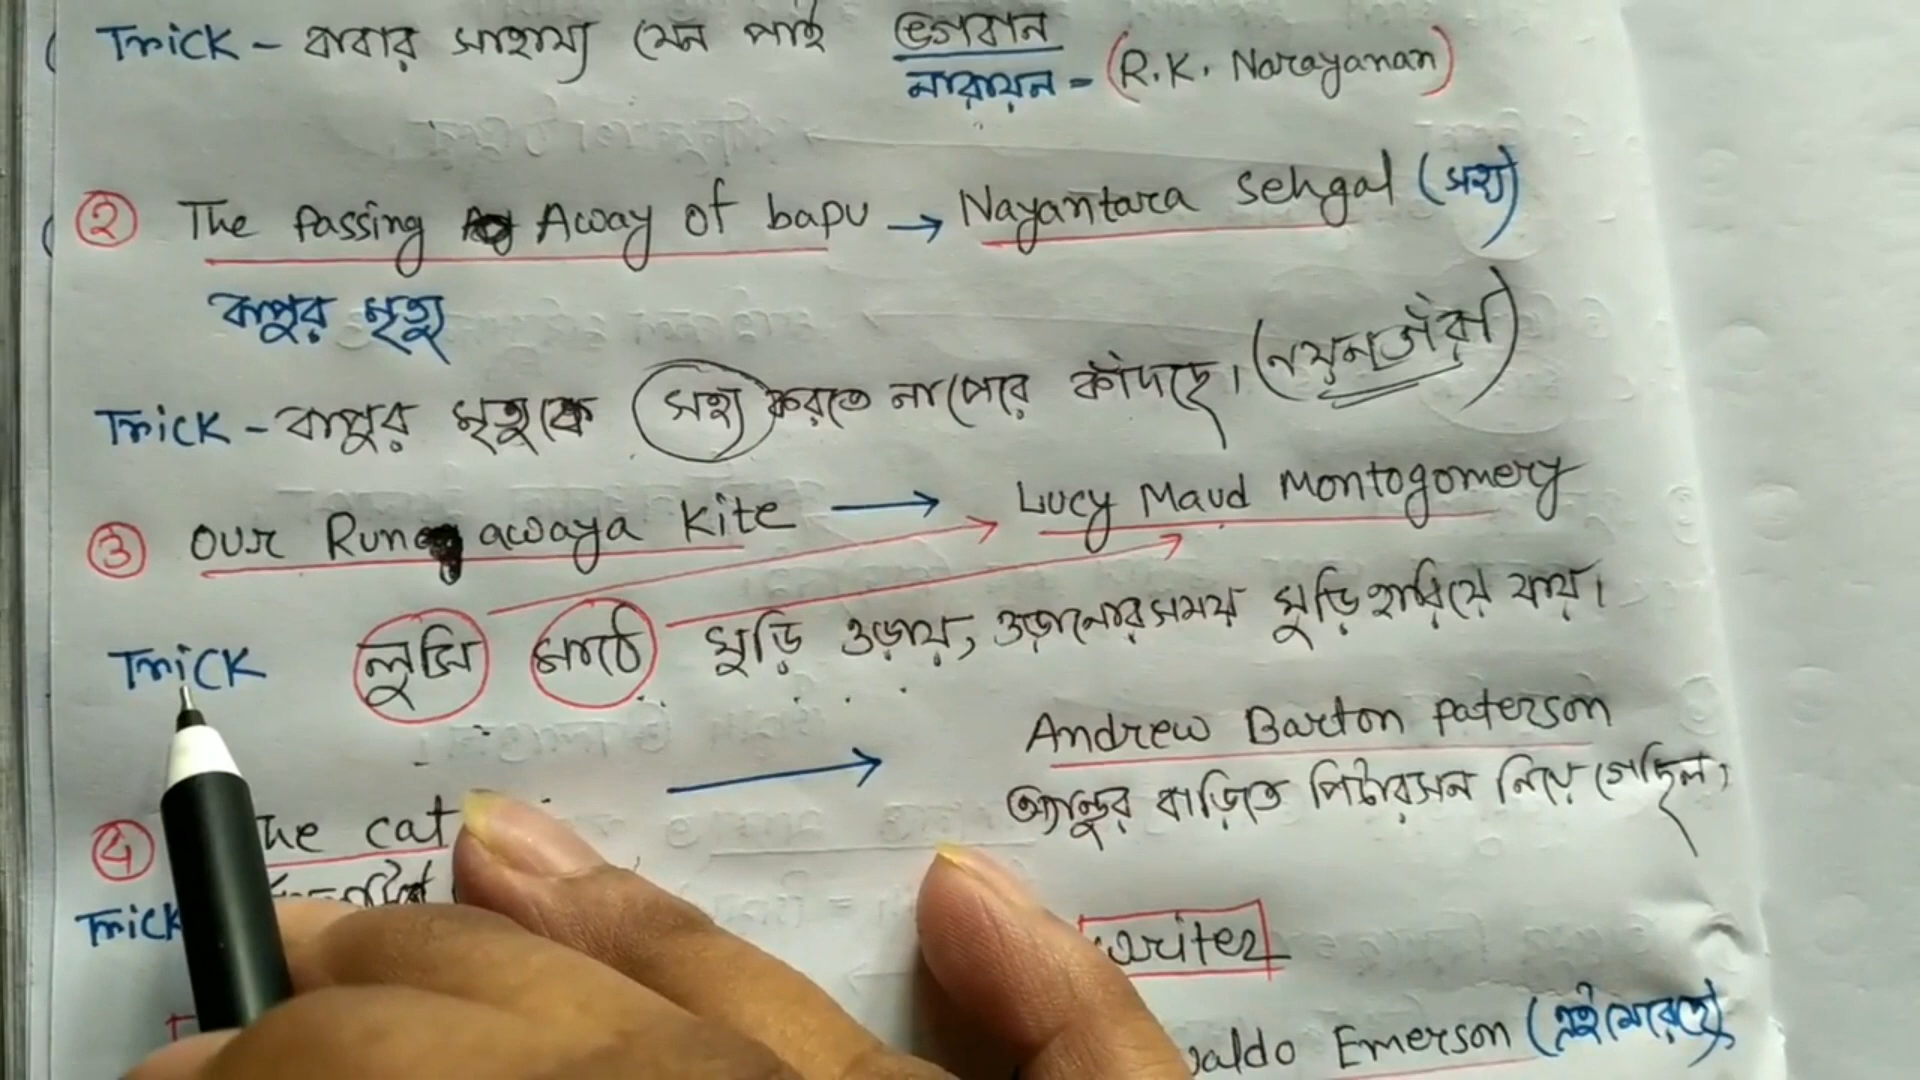 Trick - বাবার সাহায্য যেন পাই ভগবান
নারায়ন - (R.K. Narayanan)
② The Passing Away of bapu → Nayantara Sehgal (সহ্য)
বাপুর মৃত্যু
Trick - বাপুর মৃত্যুকে সহ্য করতে না পেরে কাঁদছে। (নয়নতাঁরা)
③ Our Run awaya Kite → Lucy Maud Montogomery
Trick লুসি মাঠে ঘুড়ি ওড়ায়, ওড়ানোর সময় ঘুড়ি হারিয়ে যায়।
Andrew Barton Paterson
④ The cat → অ্যান্ড্রুর বাড়িতে পিটারসন নিয়ে গেছিল,
Trick
Writer
aldo Emerson